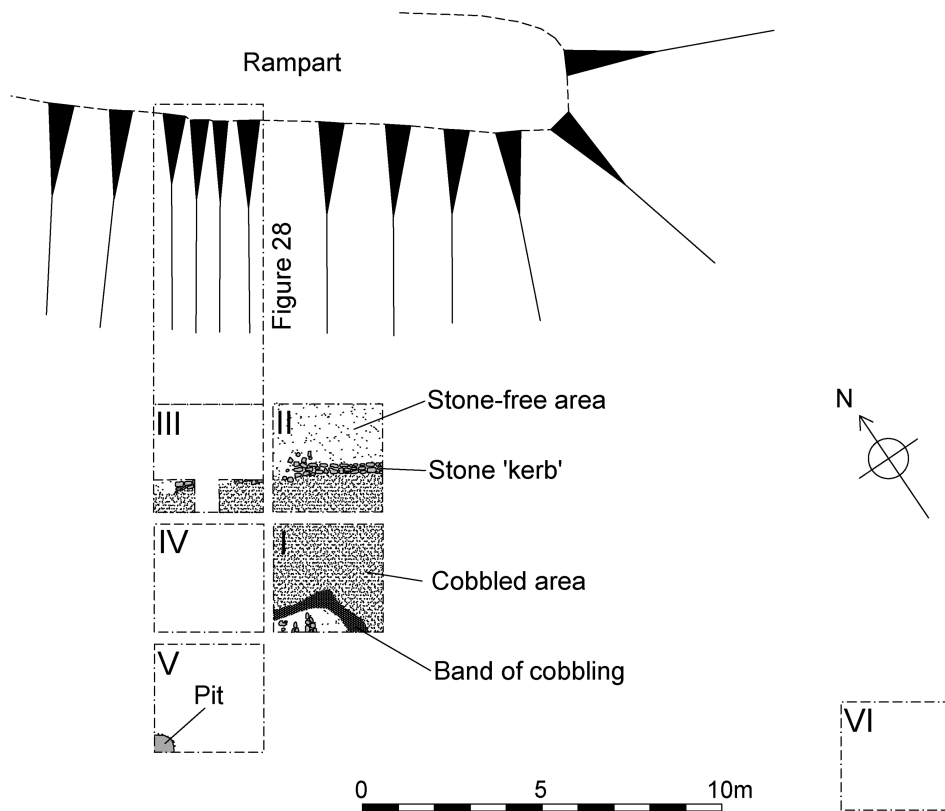 Rampart
Figure 28
Stone-free area
III
II
Stone 'kerb'
IV
I
Cobbled area
Band of cobbling
V
Pit
N
VI
0 5 10m